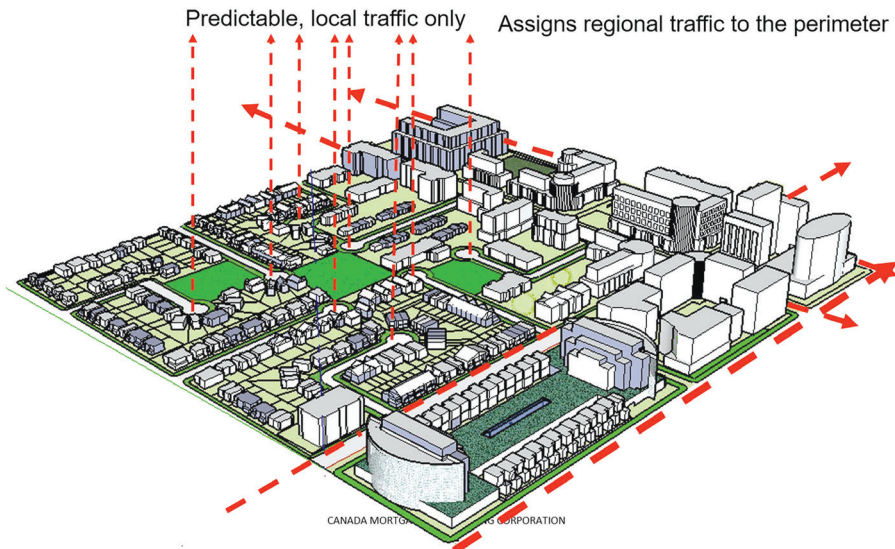 Predictable, local traffic only
Assigns regional traffic to the perimeter
CANADA CORPORATION